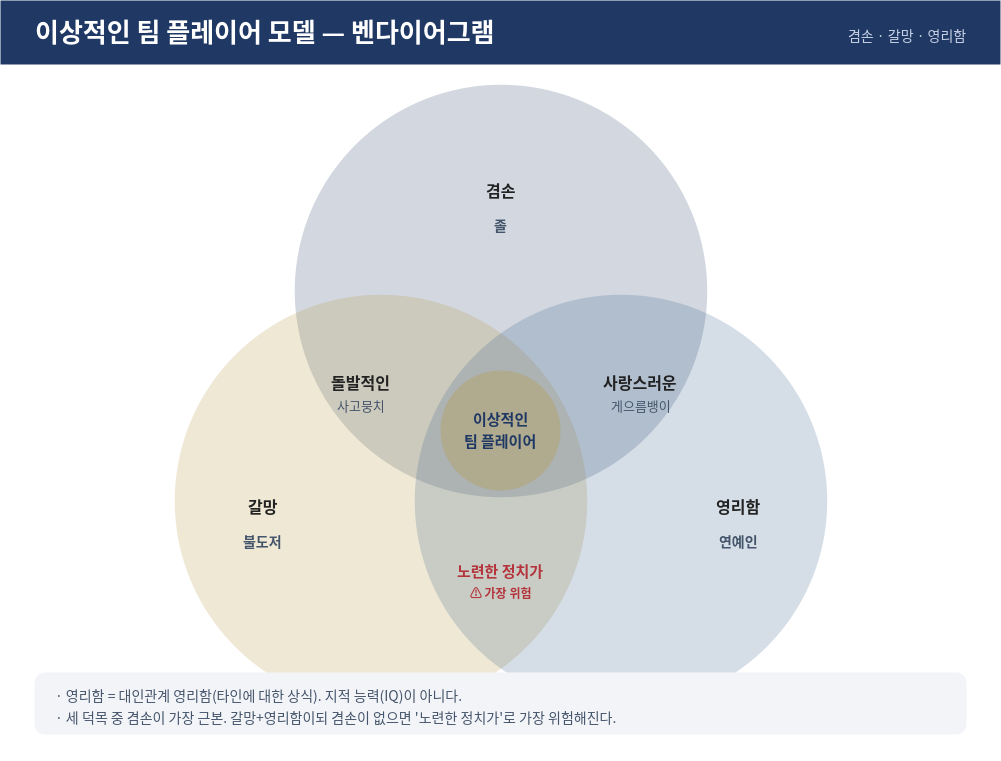 이상적인 팀 플레이어 모델 — 벤다이어그램
겸손 · 갈망 · 영리함
겸손
졸
돌발적인
사고뭉치
사랑스러운
게으름뱅이
이상적인
팀 플레이어
갈망
불도저
영리함
연예인
노련한 정치가
⚠ 가장 위험
· 영리함 = 대인관계 영리함(타인에 대한 상식). 지적 능력(IQ)이 아니다.
· 세 덕목 중 겸손이 가장 근본. 갈망+영리함이되 겸손이 없으면 '노련한 정치가'로 가장 위험해진다.